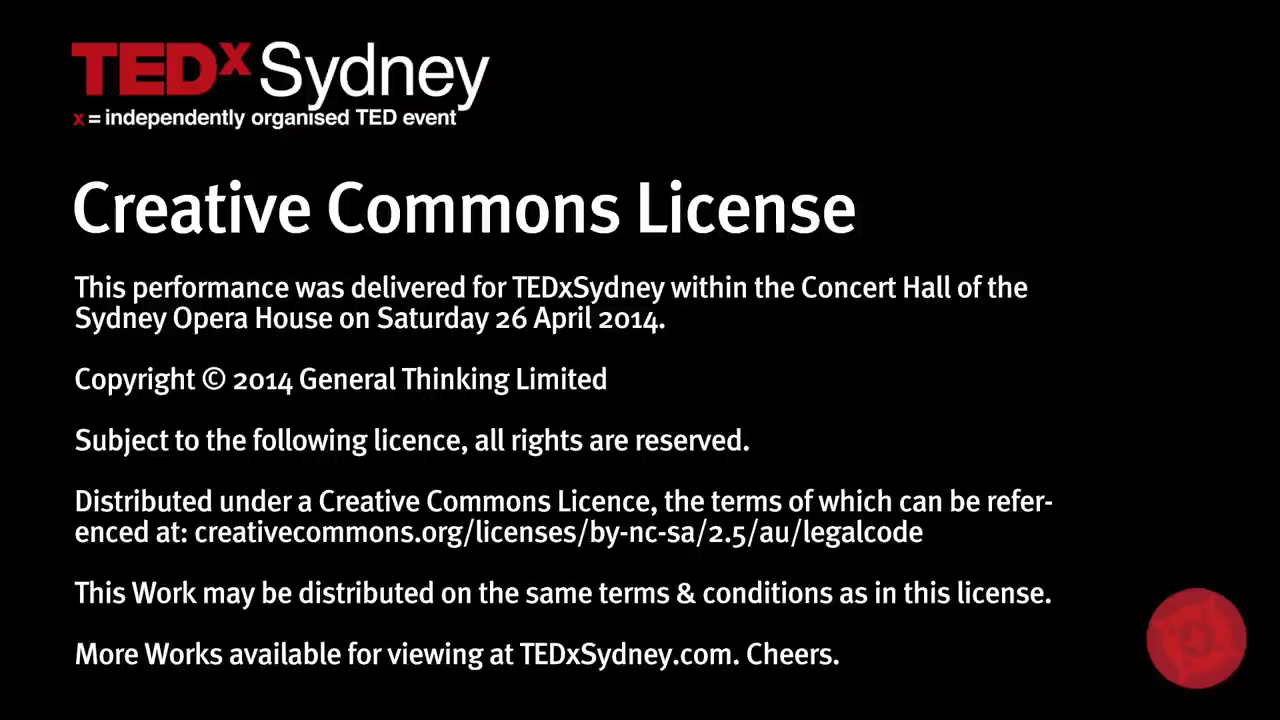 TEDxSydney
x = independently organised TED event
Creative Commons License
This performance was delivered for TEDxSydney within the Concert Hall of the
Sydney Opera House on Saturday 26 April 2014.
Copyright © 2014 General Thinking Limited
Subject to the following licence, all rights are reserved.
Distributed under a Creative Commons Licence, the terms of which can be refer-
enced at: creativecommons.org/licenses/by-nc-sa/2.5/au/legalcode
This Work may be distributed on the same terms & conditions as in this license.
More Works available for viewing at TEDxSydney.com. Cheers.